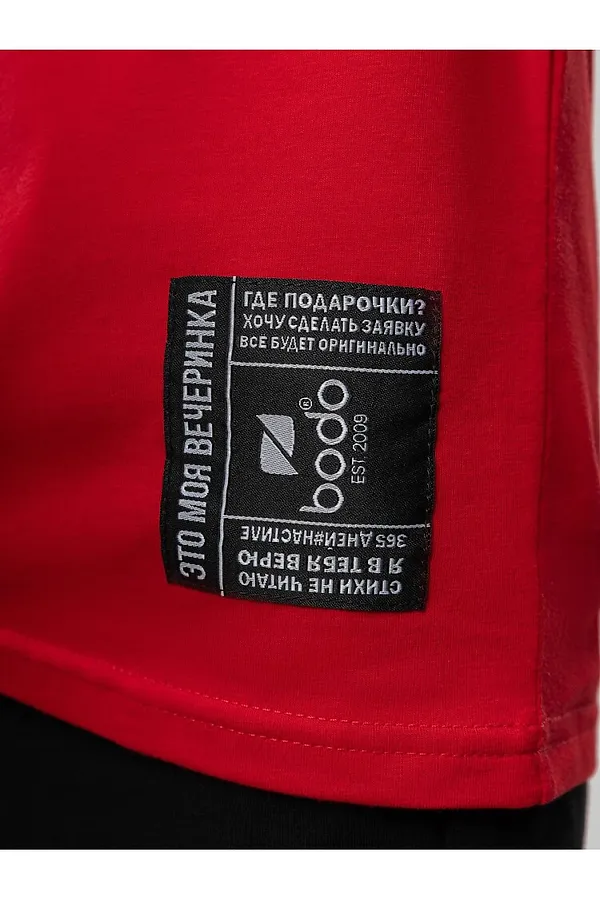 ЭТО МОЯ ВЕЧЕРИНКА
ГДЕ ПОДАРОЧКИ?
ХОЧУ СДЕЛАТЬ ЗАЯВКУ
ВСЕ БУДЕТ ОРИГИНАЛЬНО
bodo®
EST 2009
СТИХИ НЕ ЧИТАЮ
Я В ТЕБЯ ВЕРЮ
365 ДНЕЙ#НАСТИЛЕ